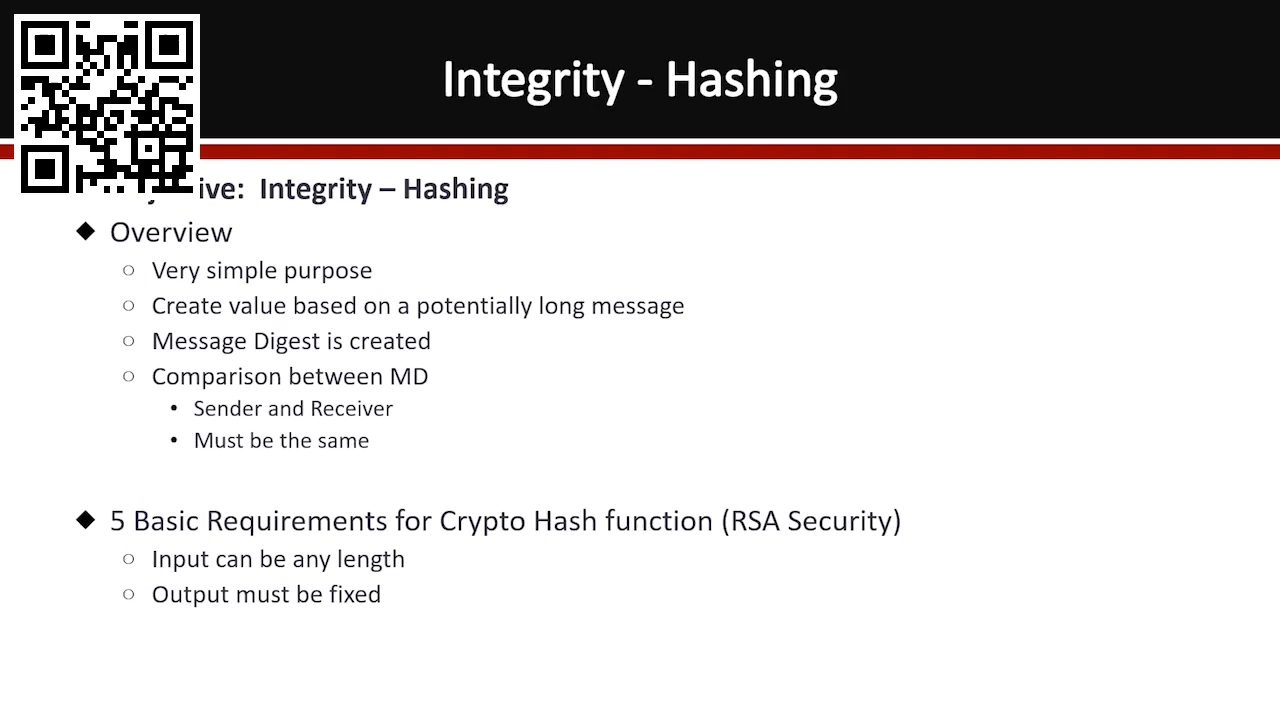 Integrity - Hashing
Integrity – Hashing
Overview
Very simple purpose
Create value based on a potentially long message
Message Digest is created
Comparison between MD
Sender and Receiver
Must be the same
5 Basic Requirements for Crypto Hash function (RSA Security)
Input can be any length
Output must be fixed